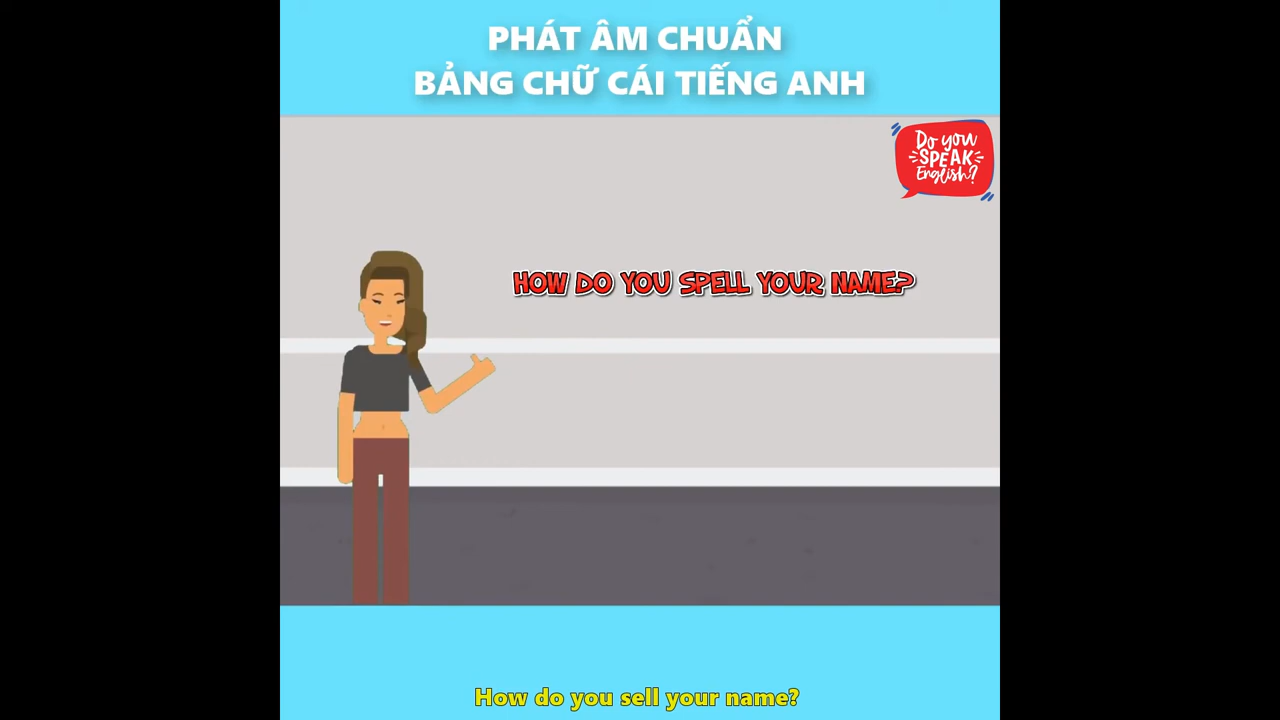 PHÁT ÂM CHUẨN
BẢNG CHỮ CÁI TIẾNG ANH
Do you
SPEAK
English?
HOW DO YOU SPELL YOUR NAME?
How do you sell your name?